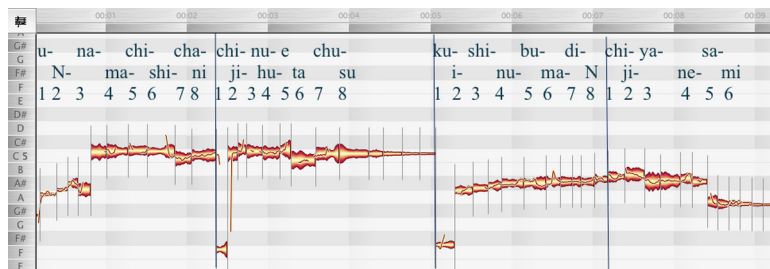 00:01 00:02 00:03 00:04 00:05 00:06 00:07 00:08 00:09
G# u- na- chi- cha- chi- nu- e chu- ku- shi- bu- di- chi- ya- sa-
G
F# N- ma- shi- ni ji- hu- ta su i- nu- ma- N ji- ne- mi
F 1 2 3 4 5 6 7 8 1 2 3 4 5 6 7 8 1 2 3 4 5 6 7 8 1 2 3 4 5 6
E
D#
D
C#
C 5
B
A#
A
G#
G
F#
F